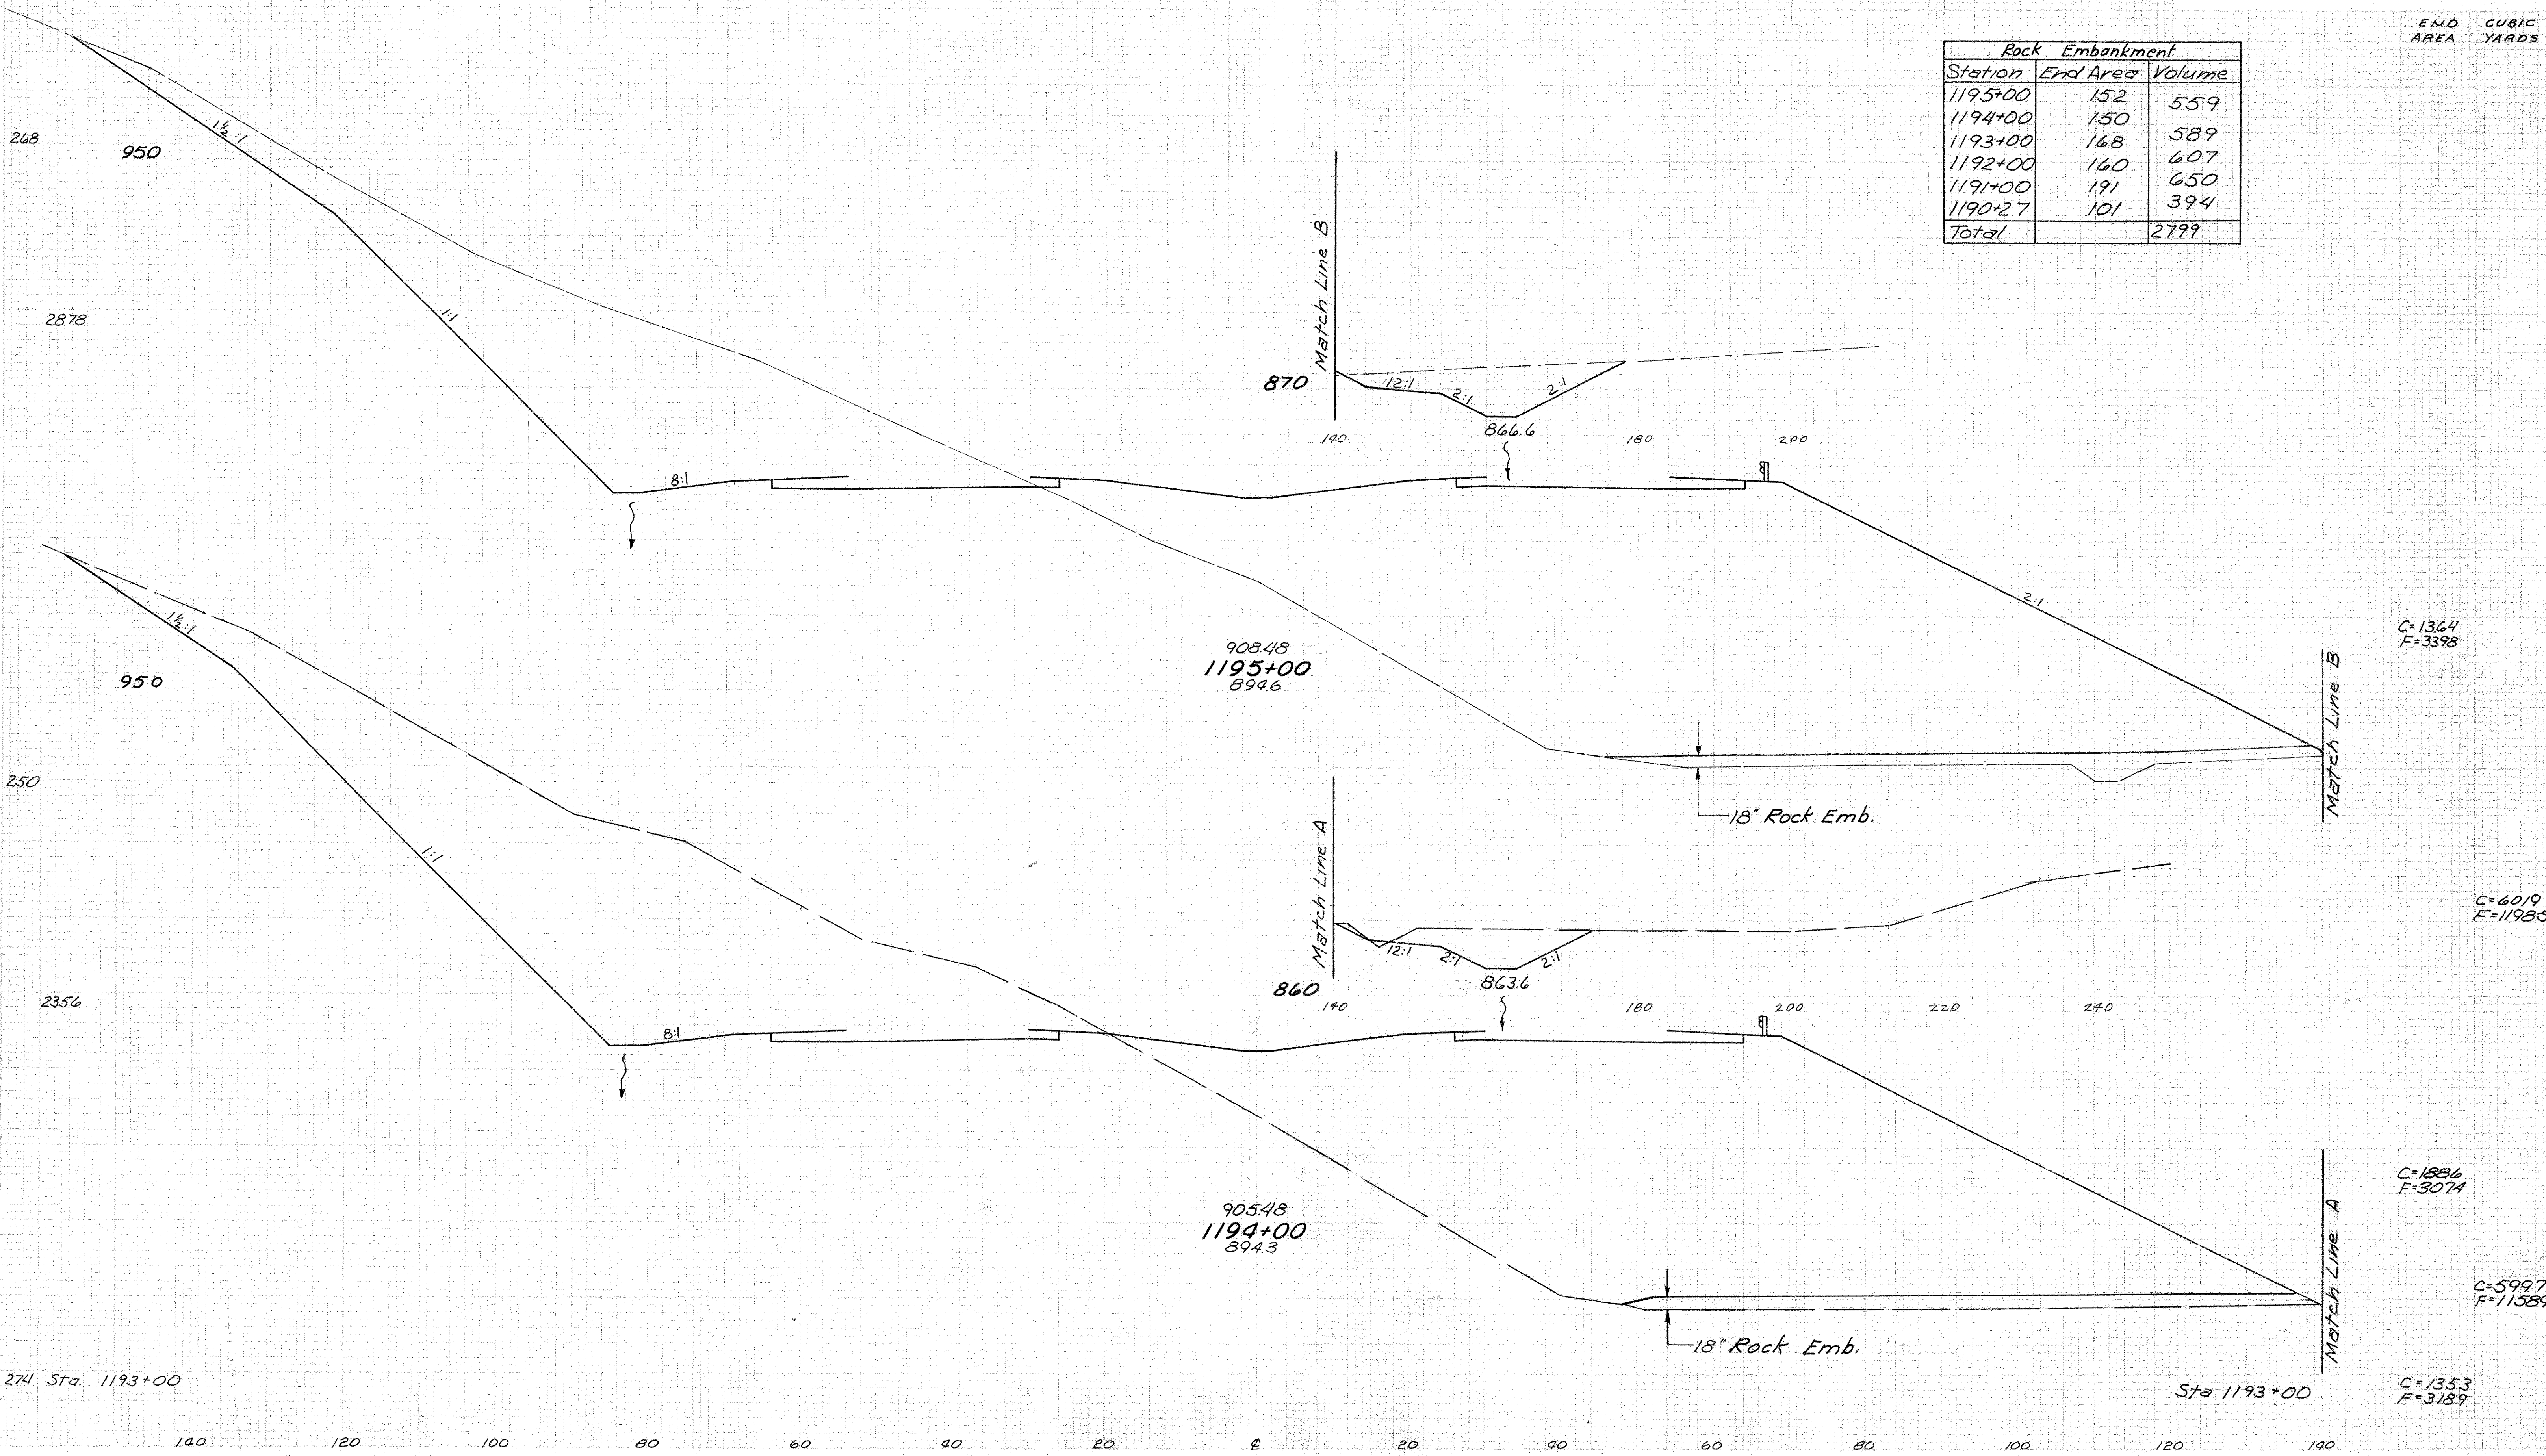 END CUBIC
AREA YARDS
Rock Embankment
Station End Area Volume
1195+00 152 559
1194+00 150
1193+00 168 589
1192+00 160 607
1191+00 191 650
1190+27 101 394
Total 2799
268
950
1½:1
2878
1:1
Match Line B
870
12:1
2:1
2:1
866.6
140
180
200
8:1
2:1
1½:1
908.48
1195+00
894.6
C=1364
F=3398
950
Match Line B
250
18" Rock Emb.
1:1
Match Line A
C=6019
F=11985
12:1
2:1
2:1
863.6
860
140
180
200
220
240
2356
8:1
905.48
1194+00
894.3
C=1886
F=3074
Match Line A
C=5997
F=11589
18" Rock Emb.
274 Sta. 1193+00
Sta 1193+00
C=1353
F=3189
140 120 100 80 60 40 20 ℄ 20 40 60 80 100 120 140